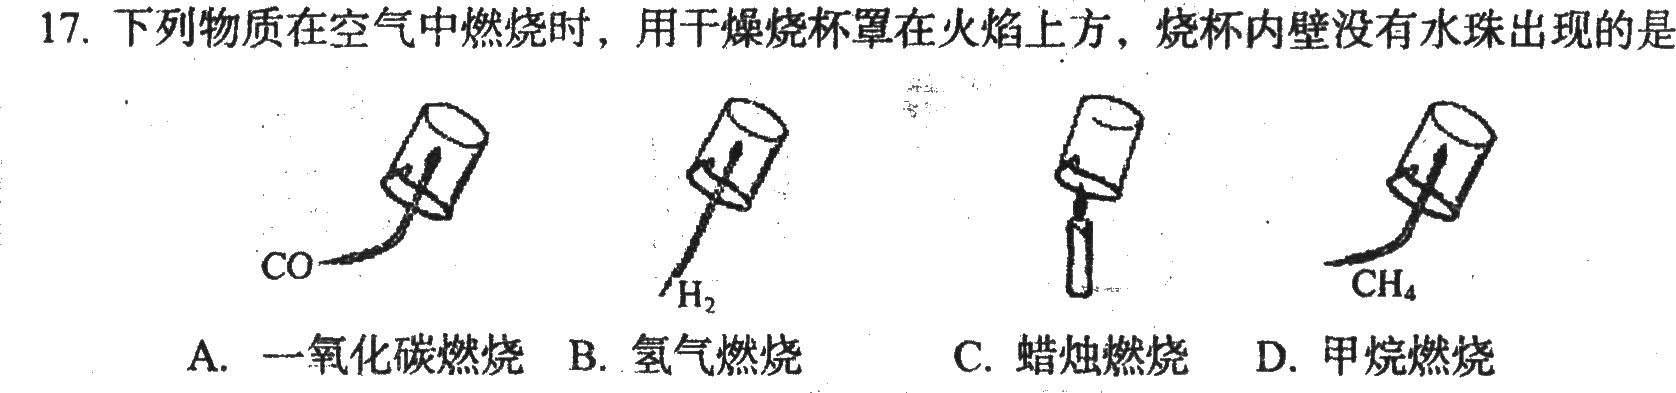 17. 下列物质在空气中燃烧时，用干燥烧杯罩在火焰上方，烧杯内壁没有水珠出现的是
CO H₂ CH₄
A. 一氧化碳燃烧 B. 氢气燃烧 C. 蜡烛燃烧 D. 甲烷燃烧